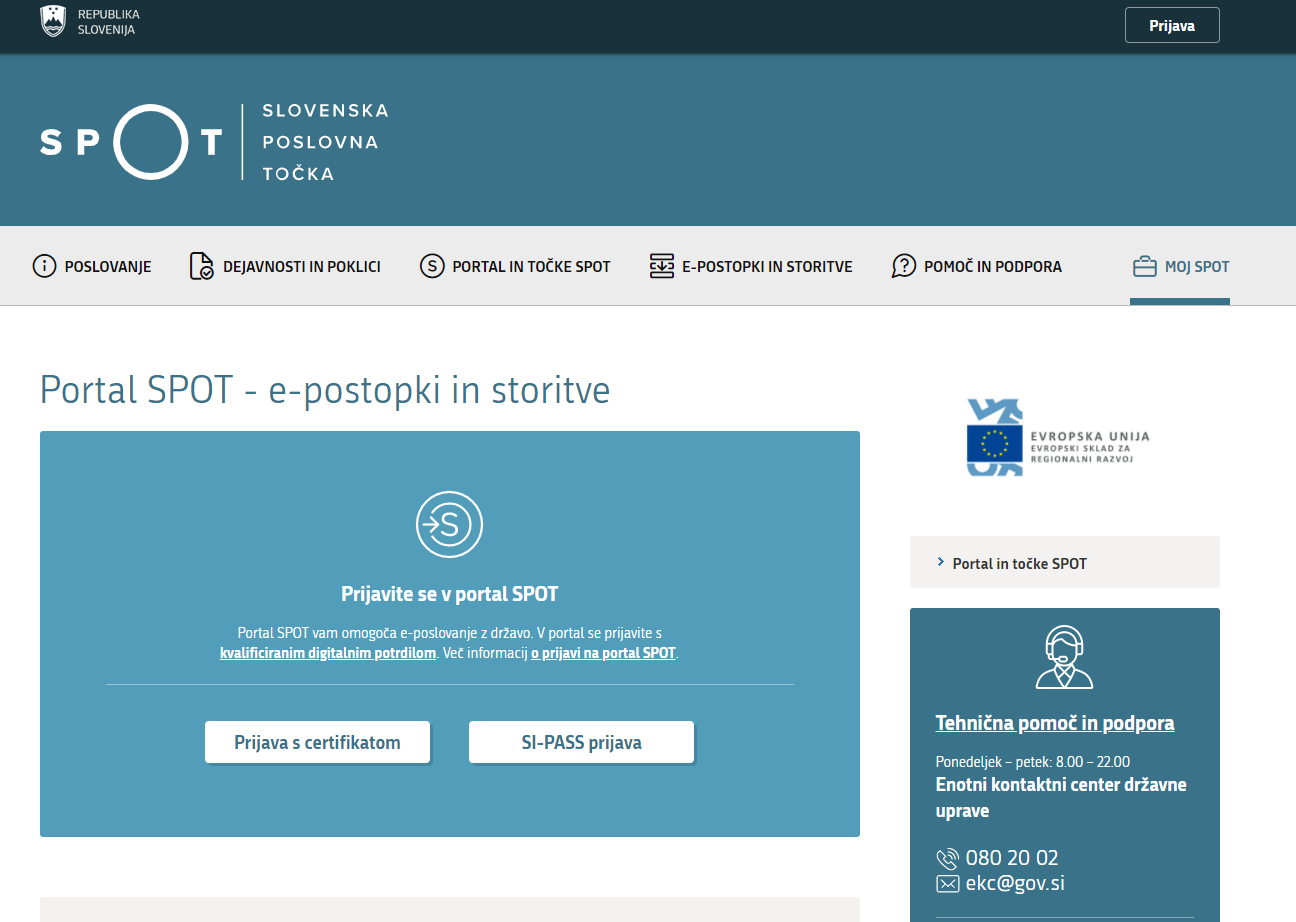 REPUBLIKA
SLOVENIJA
Prijava
SPOT
SLOVENSKA
POSLOVNA
TOČKA
POSLOVANJE
DEJAVNOSTI IN POKLICI
PORTAL IN TOČKE SPOT
E-POSTOPKI IN STORITVE
POMOČ IN PODPORA
MOJ SPOT
Portal SPOT - e-postopki in storitve
Prijavite se v portal SPOT
Portal SPOT vam omogoča e-poslovanje z državo. V portal se prijavite s
kvalificiranim digitalnim potrdilom. Več informacij o prijavi na portal SPOT.
Prijava s certifikatom
SI-PASS prijava
EVROPSKA UNIJA
EVROPSKI SKLAD ZA
REGIONALNI RAZVOJ
Portal in točke SPOT
Tehnična pomoč in podpora
Ponedeljek – petek: 8.00 – 22.00
Enotni kontaktni center državne
uprave
080 20 02
ekc@gov.si